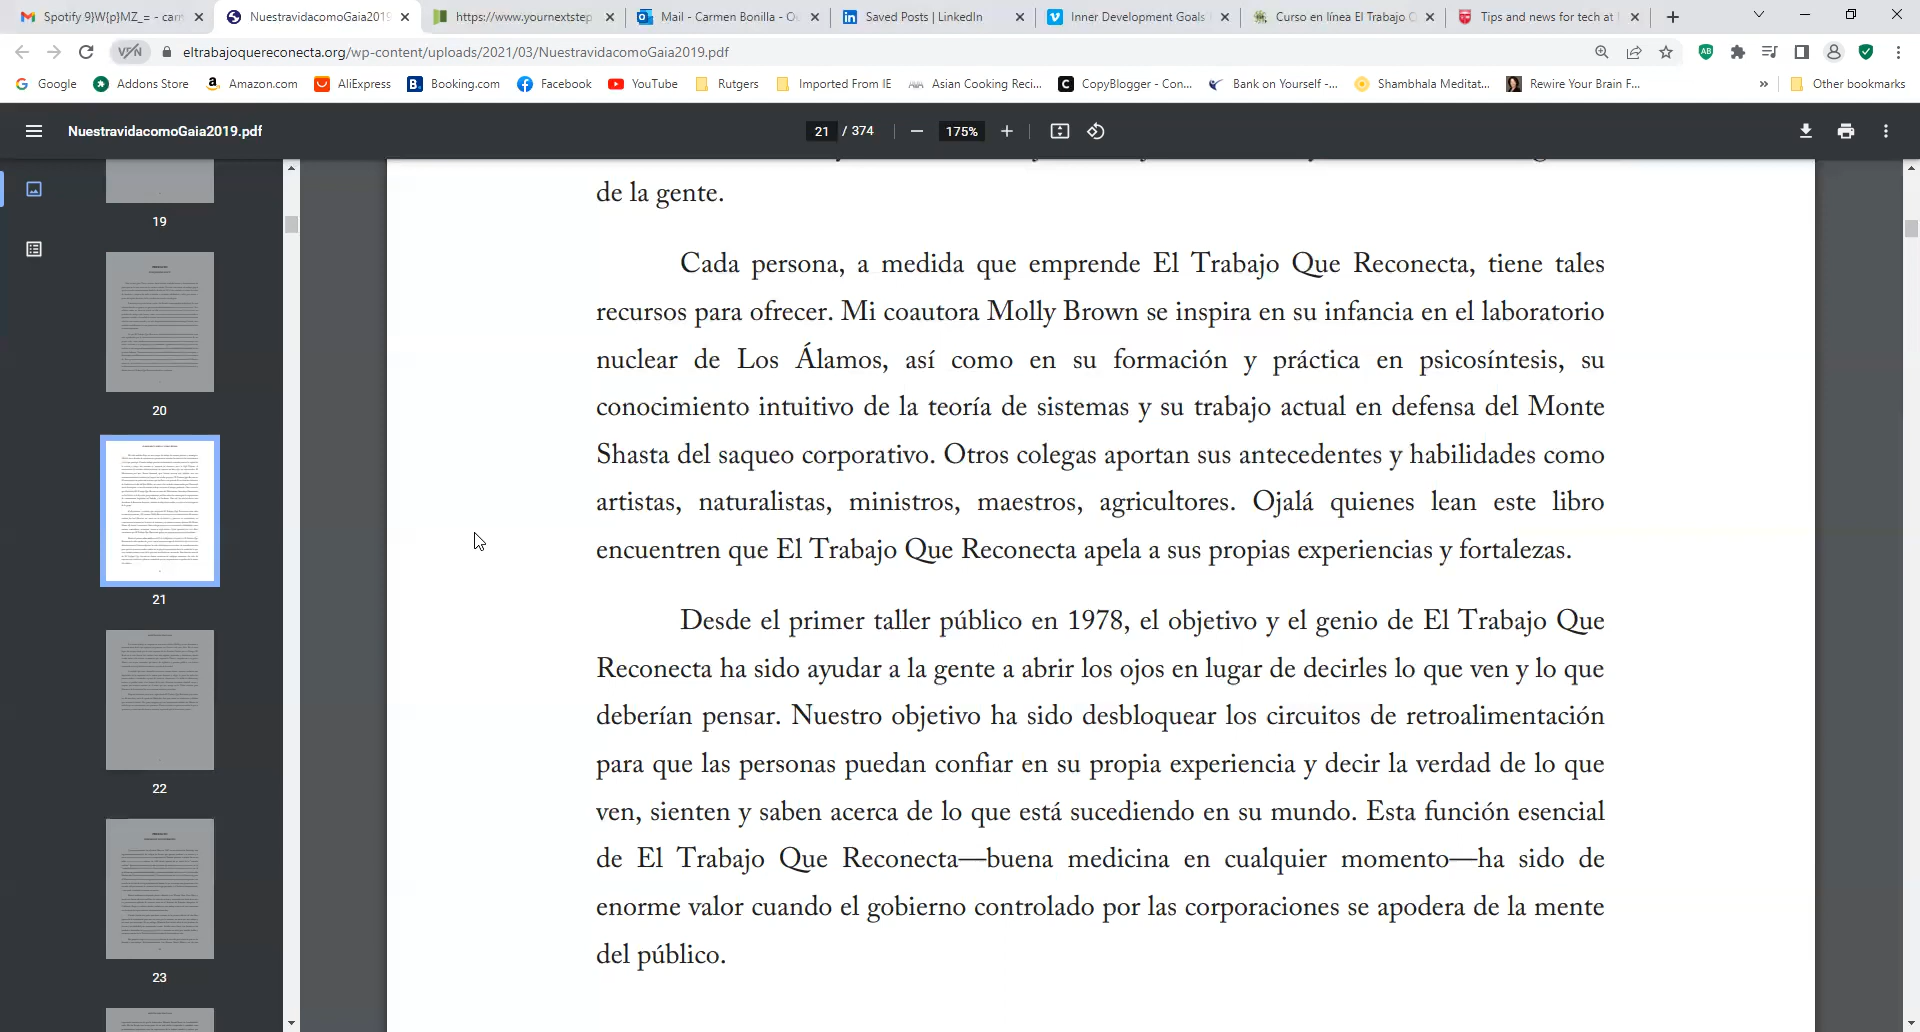 Spotify 9}W{p}MZ_= - can
NuestravidacomoGaia2019
https://www.yournextstep
Mail - Carmen Bonilla - O
Saved Posts | LinkedIn
Inner Development Goals
Curso en línea El Trabajo
Tips and news for tech at
VPN
eltrabajoquereconecta.org/wp-content/uploads/2021/03/NuestravidacomoGaia2019.pdf
Google
Addons Store
Amazon.com
AliExpress
Booking.com
Facebook
YouTube
Rutgers
Imported From IE
Asian Cooking Reci...
CopyBlogger - Con...
Bank on Yourself -...
Shambhala Meditat...
Rewire Your Brain F...
»
Other bookmarks
NuestravidacomoGaia2019.pdf
21 / 374
175%
19
20
21
22
23
de la gente.
Cada persona, a medida que emprende El Trabajo Que Reconecta, tiene tales
recursos para ofrecer. Mi coautora Molly Brown se inspira en su infancia en el laboratorio
nuclear de Los Álamos, así como en su formación y práctica en psicosíntesis, su
conocimiento intuitivo de la teoría de sistemas y su trabajo actual en defensa del Monte
Shasta del saqueo corporativo. Otros colegas aportan sus antecedentes y habilidades como
artistas, naturalistas, ministros, maestros, agricultores. Ojalá quienes lean este libro
encuentren que El Trabajo Que Reconecta apela a sus propias experiencias y fortalezas.
Desde el primer taller público en 1978, el objetivo y el genio de El Trabajo Que
Reconecta ha sido ayudar a la gente a abrir los ojos en lugar de decirles lo que ven y lo que
deberían pensar. Nuestro objetivo ha sido desbloquear los circuitos de retroalimentación
para que las personas puedan confiar en su propia experiencia y decir la verdad de lo que
ven, sienten y saben acerca de lo que está sucediendo en su mundo. Esta función esencial
de El Trabajo Que Reconecta—buena medicina en cualquier momento—ha sido de
enorme valor cuando el gobierno controlado por las corporaciones se apodera de la mente
del público.